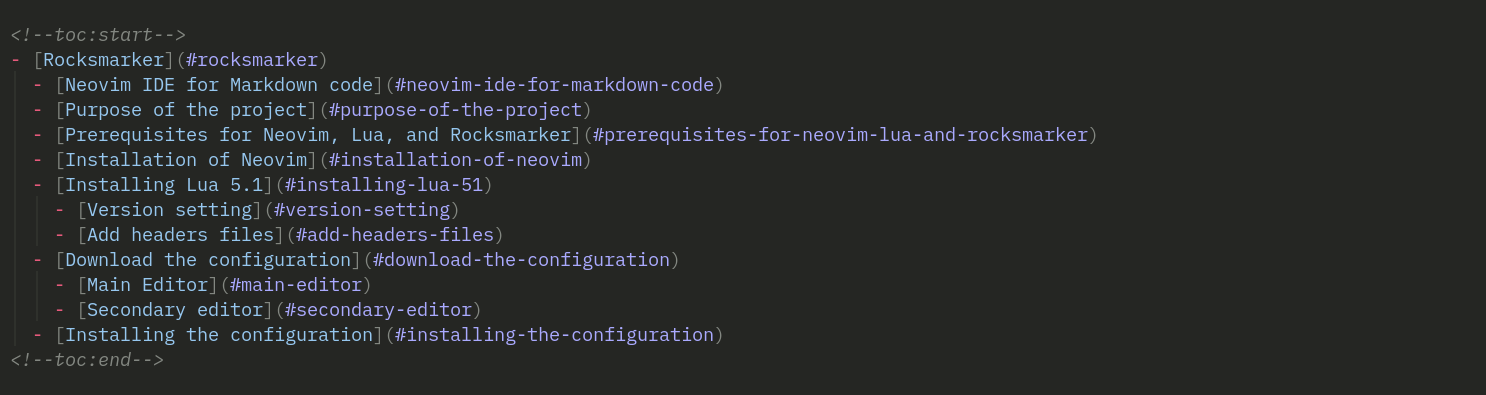 <!--toc:start-->
- [Rocksmarker](#rocksmarker)
  - [Neovim IDE for Markdown code](#neovim-ide-for-markdown-code)
  - [Purpose of the project](#purpose-of-the-project)
  - [Prerequisites for Neovim, Lua, and Rocksmarker](#prerequisites-for-neovim-lua-and-rocksmarker)
  - [Installation of Neovim](#installation-of-neovim)
  - [Installing Lua 5.1](#installing-lua-51)
    - [Version setting](#version-setting)
    - [Add headers files](#add-headers-files)
  - [Download the configuration](#download-the-configuration)
    - [Main Editor](#main-editor)
    - [Secondary editor](#secondary-editor)
  - [Installing the configuration](#installing-the-configuration)
<!--toc:end-->